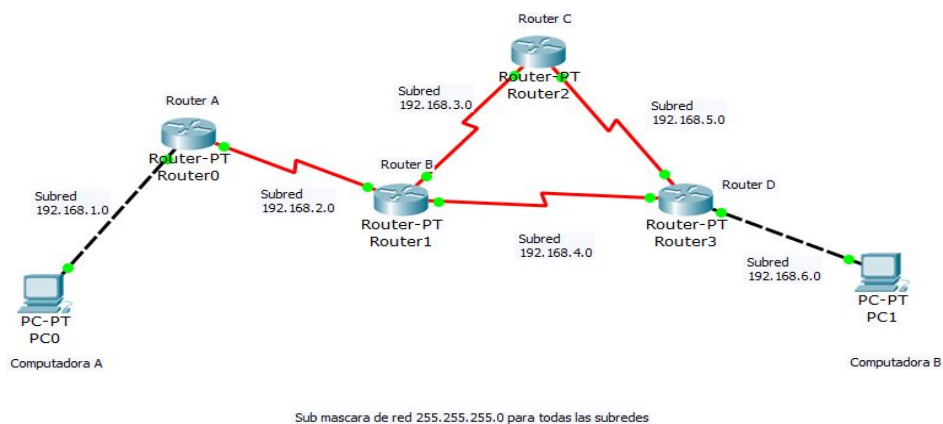 Router C
Router-PT
Router2
Subred
192.168.3.0
Subred
192.168.5.0
Router A
Router-PT
Router0
Router B
Router D
Subred
192.168.1.0
Subred
192.168.2.0
Router-PT
Router1
Router-PT
Router3
Subred
192.168.4.0
Subred
192.168.6.0
PC-PT
PC0
PC-PT
PC1
Computadora A
Computadora B
Sub mascara de red 255.255.255.0 para todas las subredes